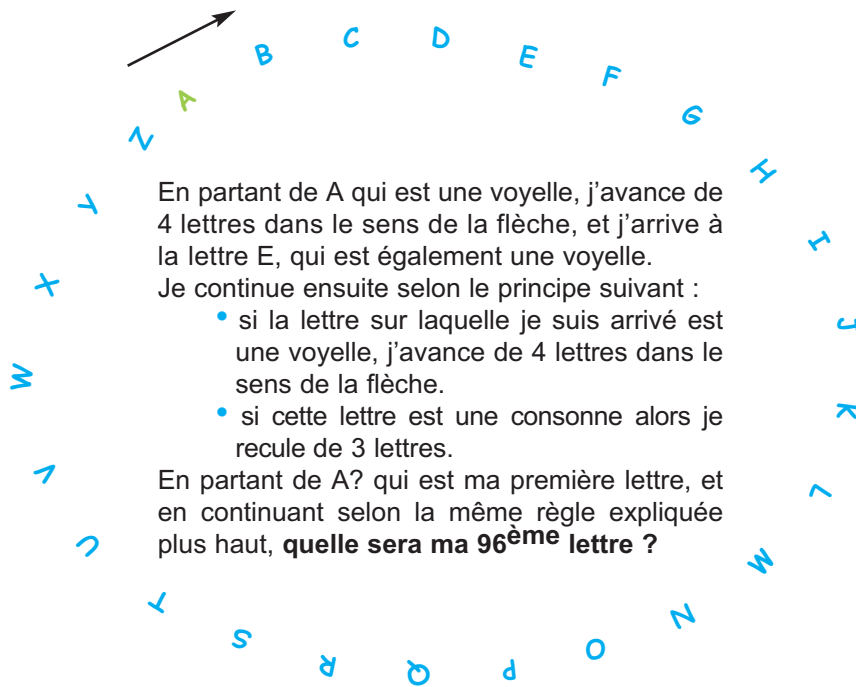 A B C D E F G H I J K L M N O P Q R S T U V W X Y Z
En partant de A qui est une voyelle, j’avance de
4 lettres dans le sens de la flèche, et j’arrive à
la lettre E, qui est également une voyelle.
Je continue ensuite selon le principe suivant :
• si la lettre sur laquelle je suis arrivé est
une voyelle, j’avance de 4 lettres dans le
sens de la flèche.
• si cette lettre est une consonne alors je
recule de 3 lettres.
En partant de A? qui est ma première lettre, et
en continuant selon la même règle expliquée
plus haut, quelle sera ma 96ème lettre ?